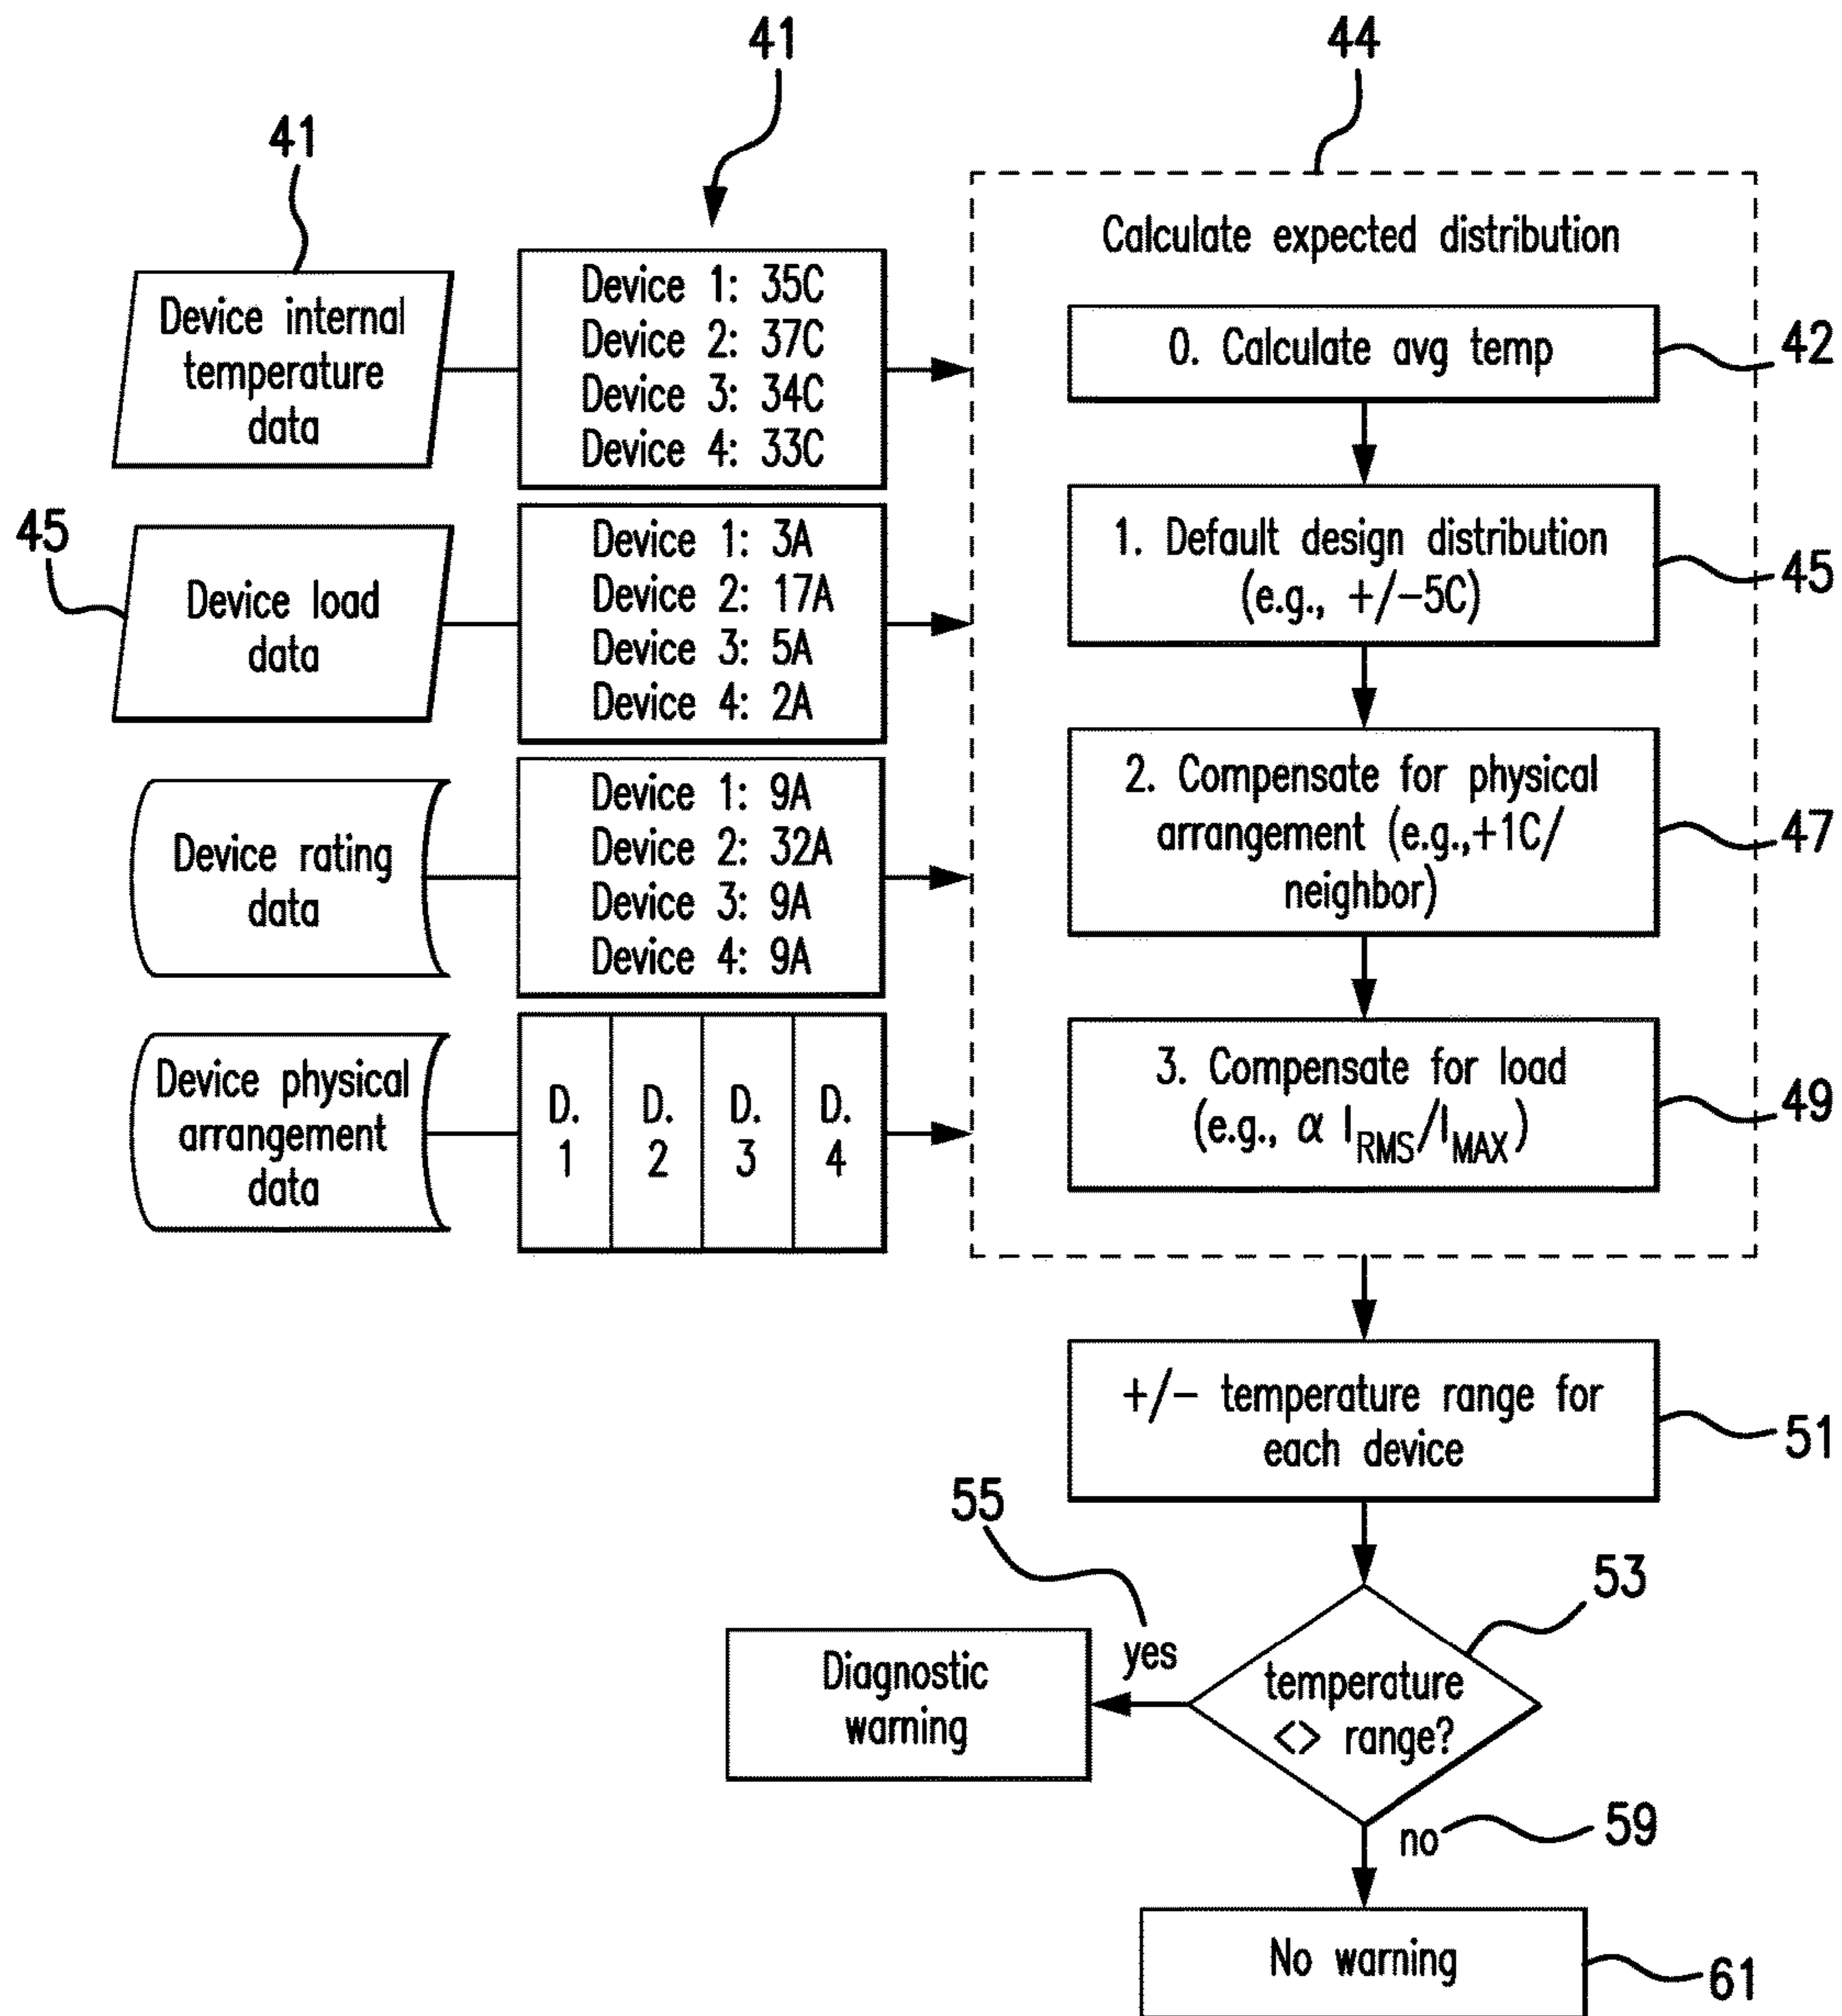 41
41
44
Device internal
temperature
data
Device 1: 35C
Device 2: 37C
Device 3: 34C
Device 4: 33C
Calculate expected distribution
0. Calculate avg temp
42
45
Device load
data
Device 1: 3A
Device 2: 17A
Device 3: 5A
Device 4: 2A
1. Default design distribution
(e.g., +/-5C)
45
Device rating
data
Device 1: 9A
Device 2: 32A
Device 3: 9A
Device 4: 9A
2. Compensate for physical
arrangement (e.g.,+1C/
neighbor)
47
Device physical
arrangement
data
D.
1
D.
2
D.
3
D.
4
3. Compensate for load
(e.g., α I_RMS/I_MAX)
49
+/- temperature range for
each device
51
55
yes
Diagnostic
warning
53
temperature
<> range?
no
59
No warning
61